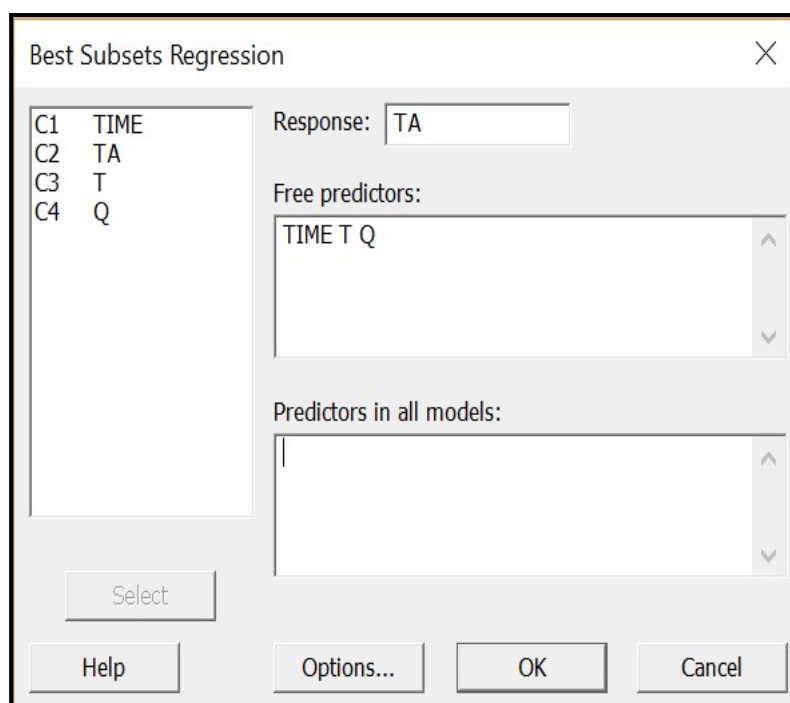 Best Subsets Regression
C1 TIME
C2 TA
C3 T
C4 Q
Response: TA
Free predictors:
TIME T Q
Predictors in all models:
Select
Help
Options...
OK
Cancel